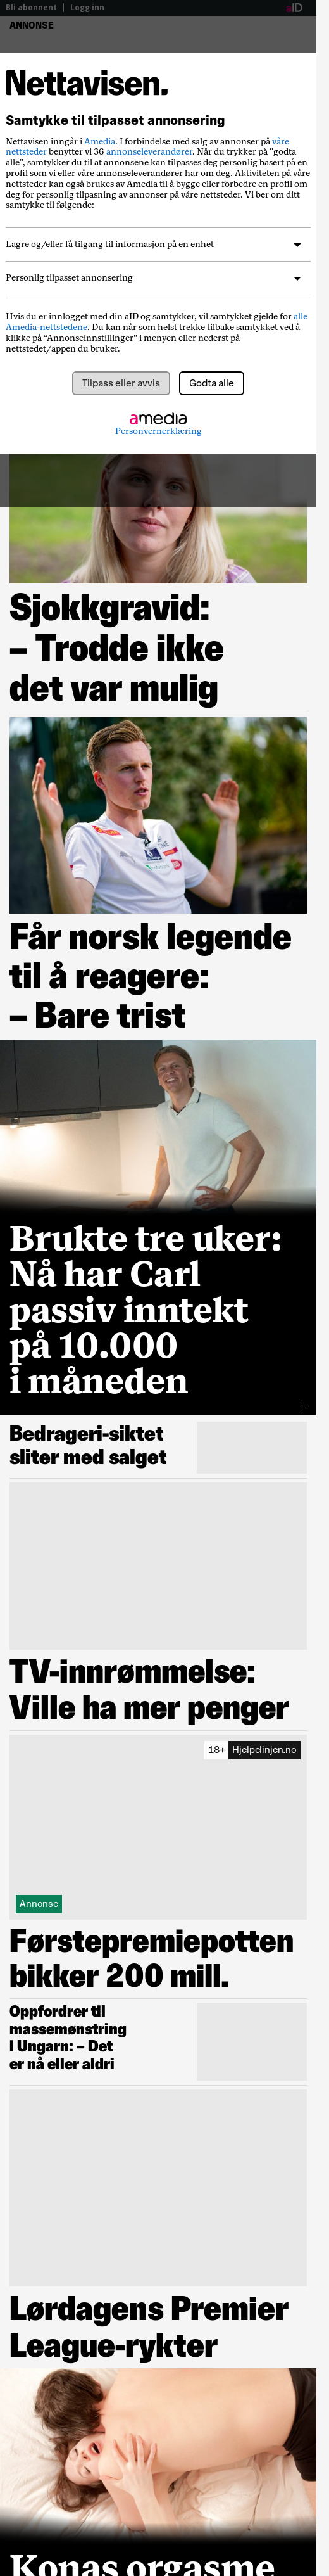 Bli abonnent | Logg inn aID
ANNONSE
Nettavisen.
Samtykke til tilpasset annonsering
Nettavisen inngår i Amedia. I forbindelse med salg av annonser på våre
nettsteder benytter vi 36 annonseleverandører. Når du trykker på "godta
alle", samtykker du til at annonser kan tilpasses deg personlig basert på en
profil som vi eller våre annonseleverandører har om deg. Aktiviteten på våre
nettsteder kan også brukes av Amedia til å bygge eller forbedre en profil om
deg for personlig tilpasning av annonser på våre nettsteder. Vi ber om ditt
samtykke til følgende:
Lagre og/eller få tilgang til informasjon på en enhet
Personlig tilpasset annonsering
Hvis du er innlogget med din aID og samtykker, vil samtykket gjelde for alle
Amedia-nettstedene. Du kan når som helst trekke tilbake samtykket ved å
klikke på “Annonseinnstillinger” i menyen eller nederst på
nettstedet/appen du bruker.
Tilpass eller avvis Godta alle
amedia
Personvernerklæring
Sjokkgravid:
– Trodde ikke
det var mulig
Får norsk legende
til å reagere:
– Bare trist
Brukte tre uker:
Nå har Carl
passiv inntekt
på 10.000
i måneden
Bedrageri-siktet
sliter med salget
TV-innrømmelse:
Ville ha mer penger
18+ Hjelpelinjen.no
Annonse
Førstepremiepotten
bikker 200 mill.
Oppfordrer til
massemønstring
i Ungarn: – Det
er nå eller aldri
Lørdagens Premier
League-rykter
Konas orgasme